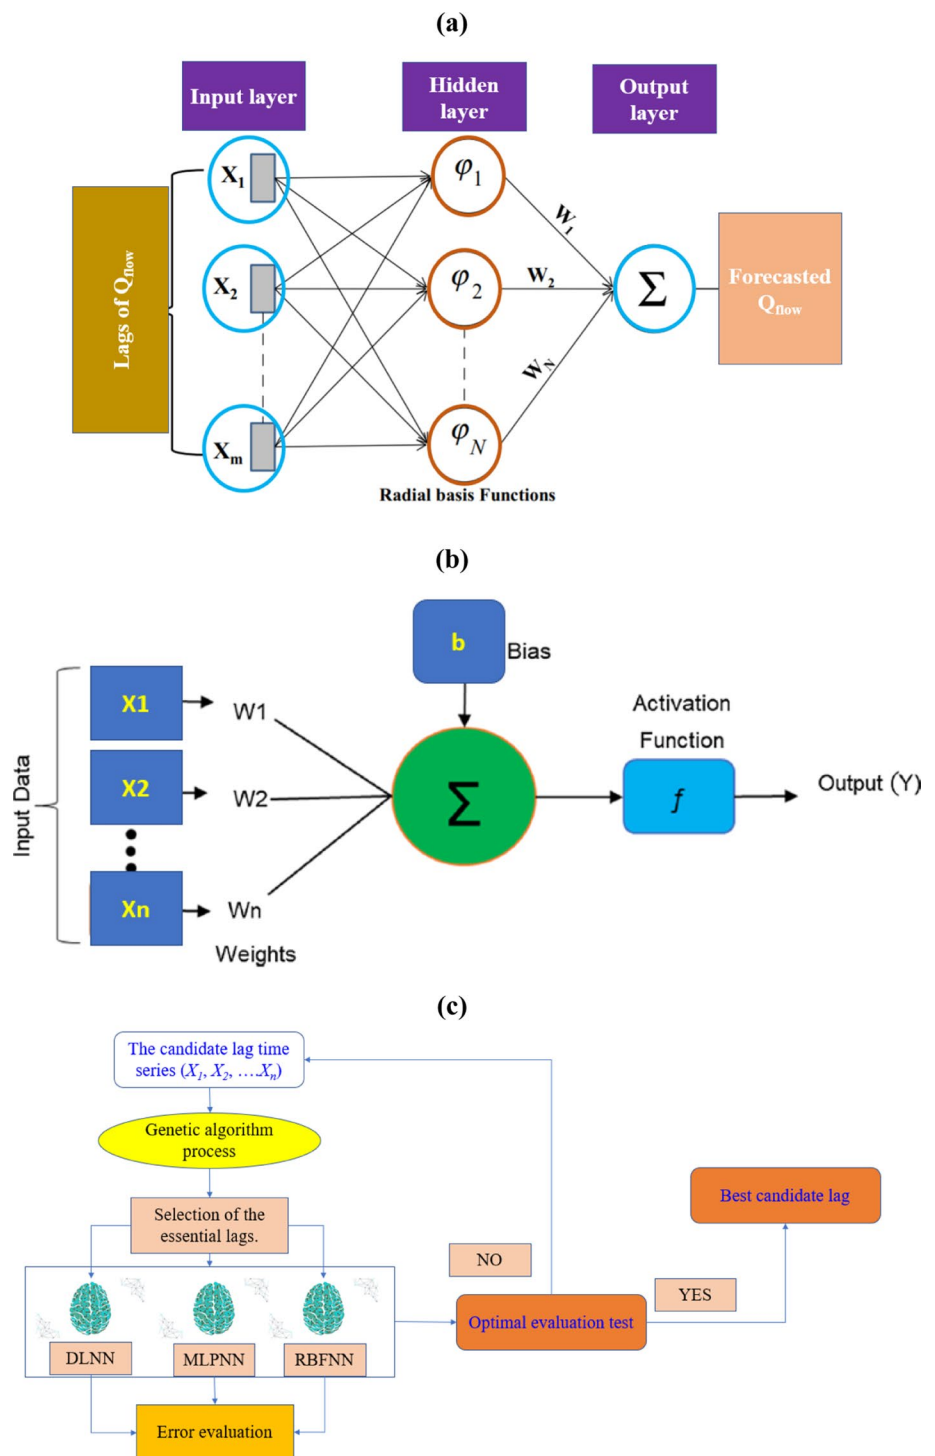 (a)
Input layer
Hidden
layer
Output
layer
Lags of Qflow
X1
X2
Xm
φ1
φ2
φN
W1
W2
WN
Σ
Forecasted
Qflow
Radial basis Functions
(b)
b
Bias
Input Data
X1
X2
Xn
W1
W2
Wn
Weights
Σ
Activation
Function
f
Output (Y)
(c)
The candidate lag time
series (X1, X2, ….Xn)
Genetic algorithm
process
Selection of the
essential lags.
DLNN
MLPNN
RBFNN
Error evaluation
NO
Optimal evaluation test
YES
Best candidate lag